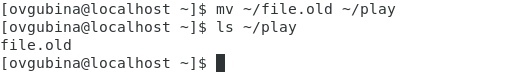 [ovgubina@localhost ~]$ mv ~/file.old ~/play
[ovgubina@localhost ~]$ ls ~/play
file.old
[ovgubina@localhost ~]$